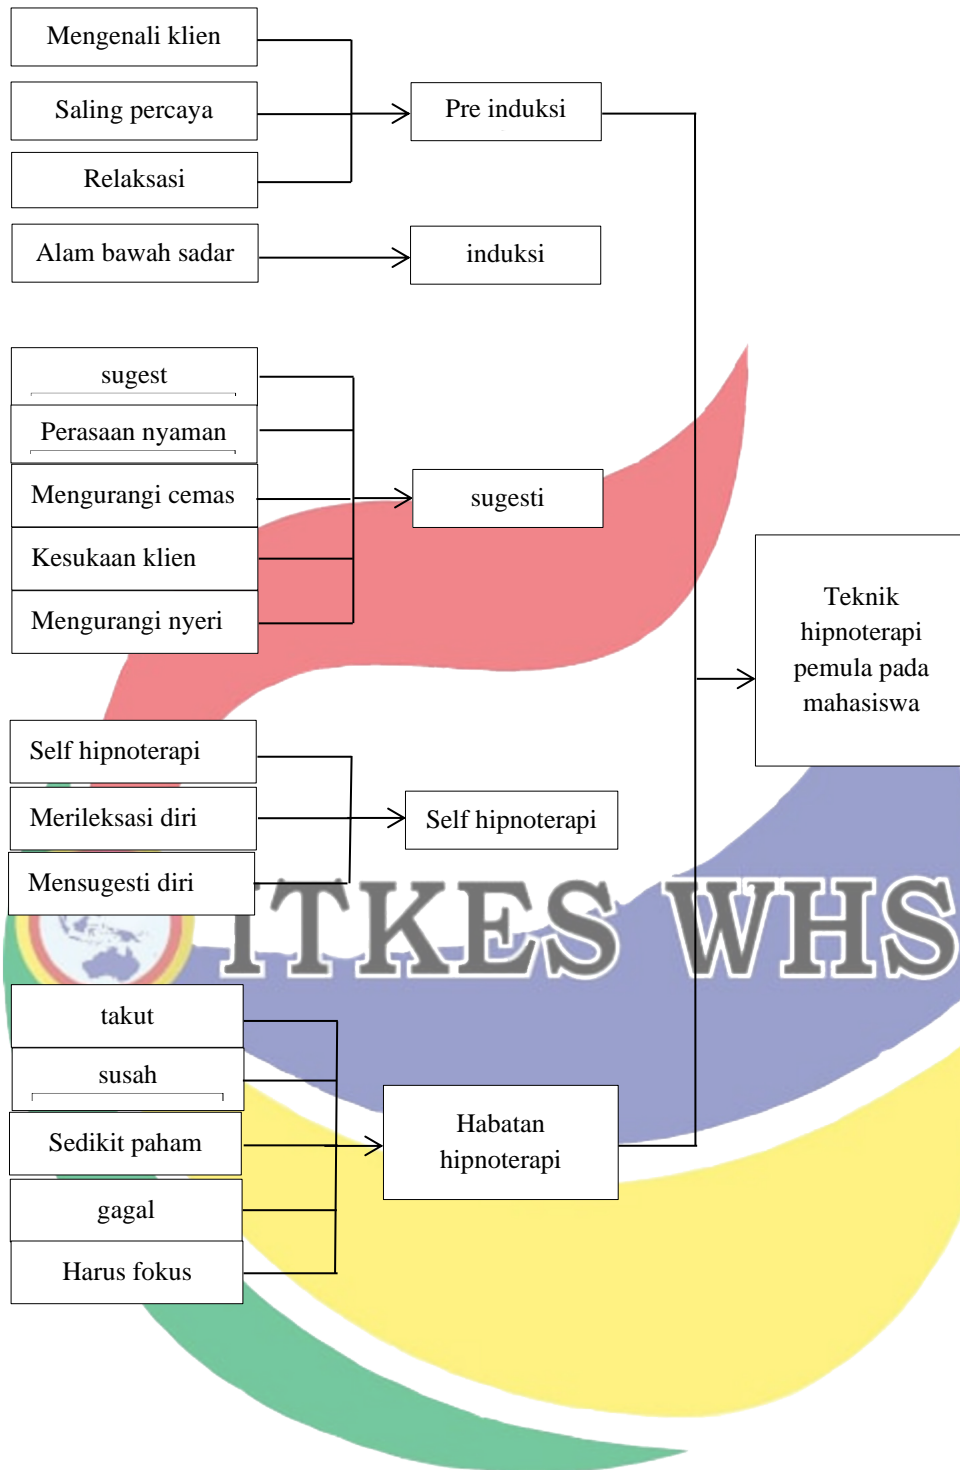 Mengenali klien
Saling percaya
Pre induksi
Relaksasi
Alam bawah sadar
induksi
sugest
Perasaan nyaman
Mengurangi cemas
sugesti
Kesukaan klien
Mengurangi nyeri
Teknik
hipnoterapi
pemula pada
mahasiswa
Self hipnoterapi
Merileksasi diri
Self hipnoterapi
Mensugesti diri
ITKES WHS
takut
susah
Sedikit paham
Habatan
hipnoterapi
gagal
Harus fokus